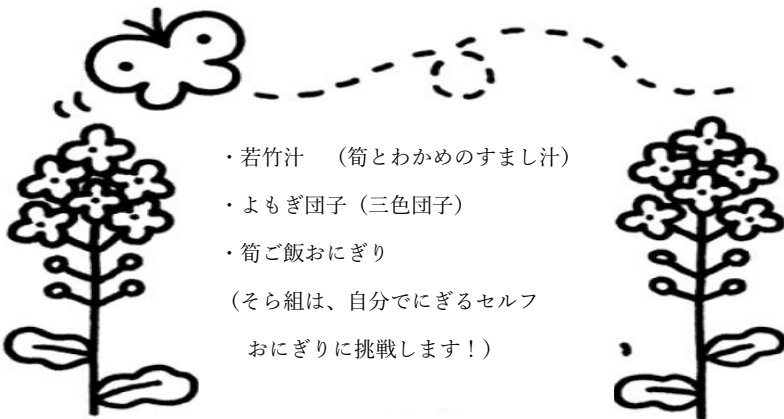 ・若竹汁　（筍とわかめのすまし汁）
・よもぎ団子（三色団子）
・筍ご飯おにぎり
（そら組は、自分でにぎるセルフ
おにぎりに挑戦します！）